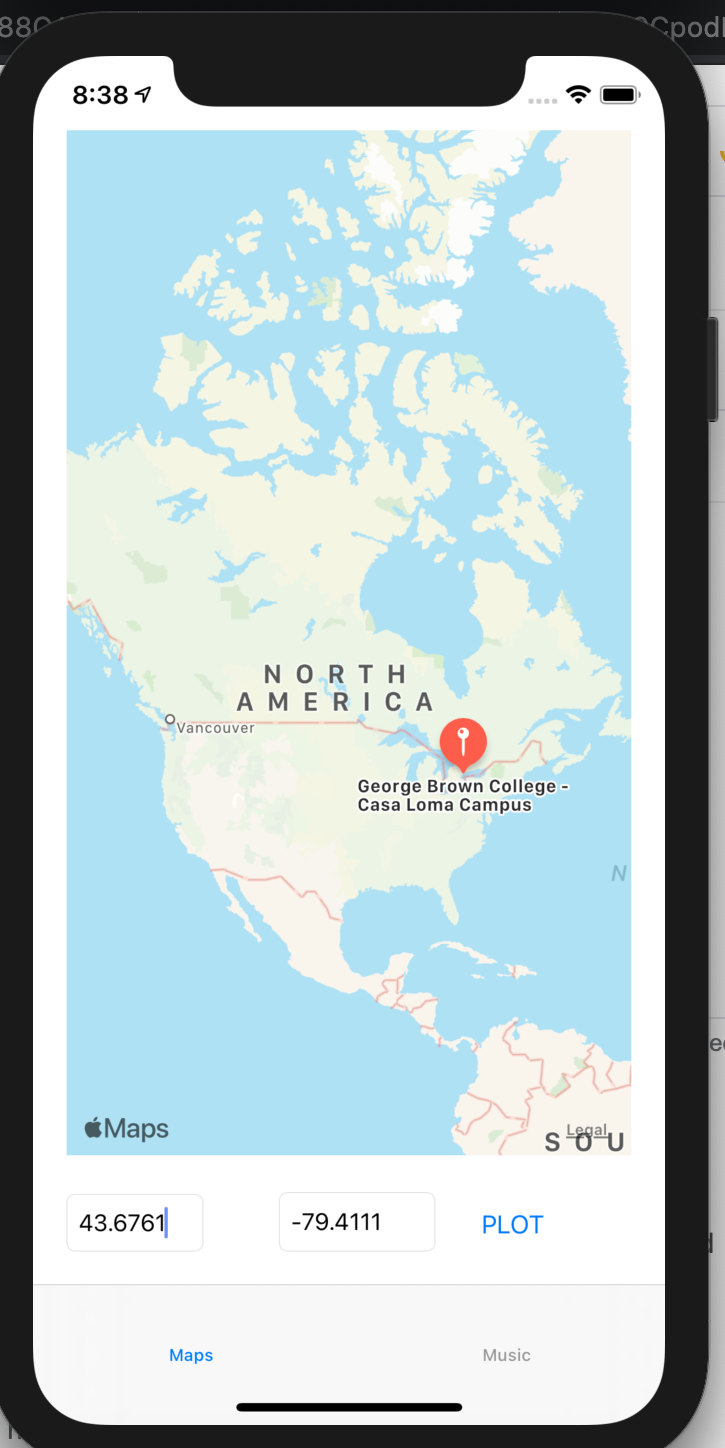 8:38
NORTH
AMERICA
Vancouver
George Brown College -
Casa Loma Campus
N
Maps
Legal
SOU
43.6761
-79.4111
PLOT
Maps
Music